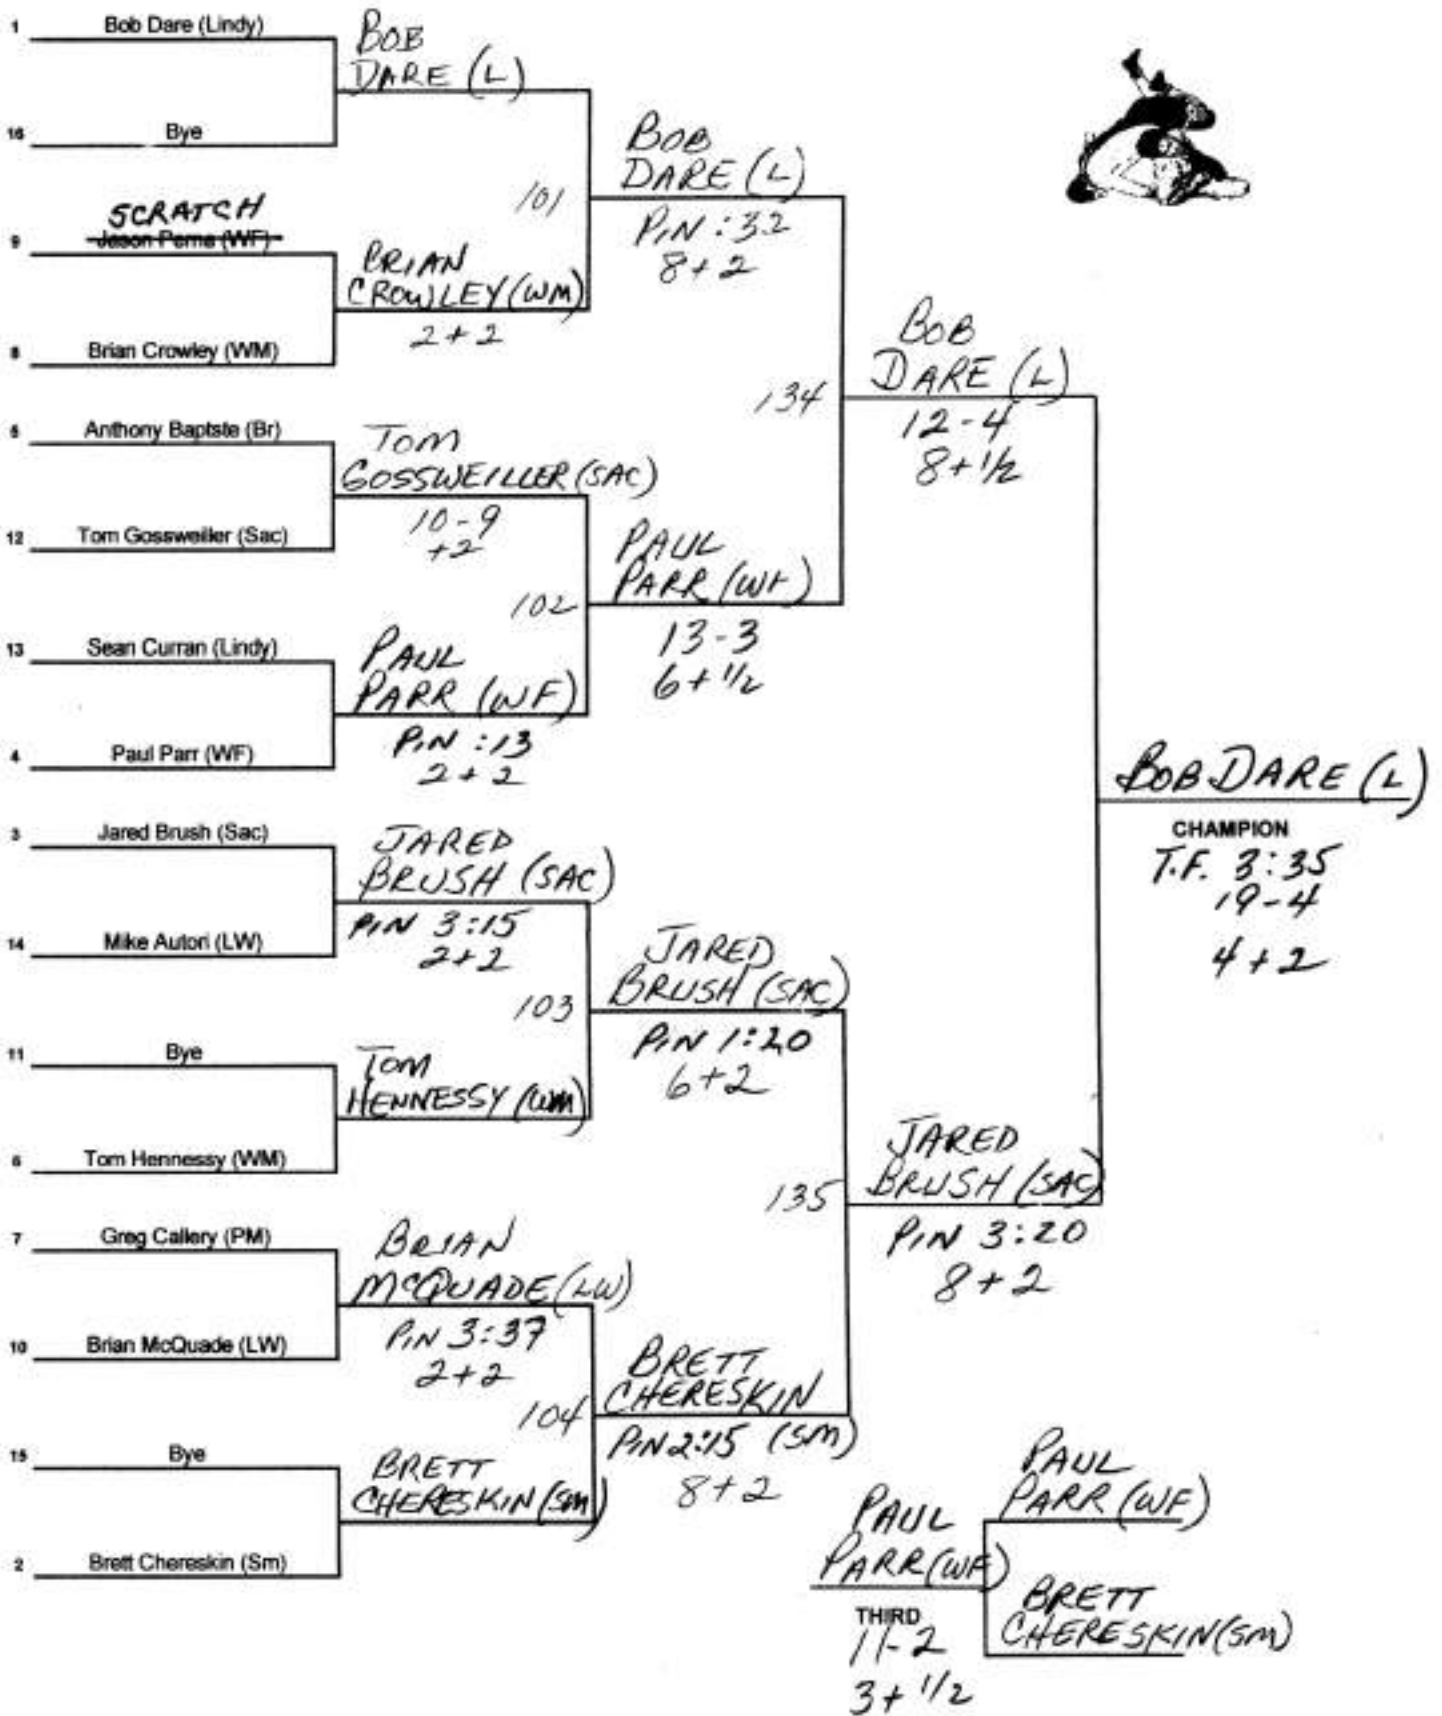 1 Bob Dare (Lindy)
16 Bye
SCRATCH
9 Jason Perna (WF)
8 Brian Crowley (WM)
5 Anthony Baptste (Br)
12 Tom Gossweiler (Sac)
13 Sean Curran (Lindy)
4 Paul Parr (WF)
3 Jared Brush (Sac)
14 Mike Autori (LW)
11 Bye
6 Tom Hennessy (WM)
7 Greg Callery (PM)
10 Brian McQuade (LW)
15 Bye
2 Brett Chereskin (Sm)
BOB
DARE (L)
BRIAN
CROWLEY (WM)
2+2
TOM
GOSSWEILLER (SAC)
10-9
+2
PAUL
PARR (WF)
PIN :13
2+2
JARED
BRUSH (SAC)
PIN 3:15
2+2
TOM
HENNESSY (WM)
BRIAN
McQUADE (LW)
PIN 3:37
2+2
BRETT
CHERESKIN (SM)
101
102
103
104
BOB
DARE (L)
PIN :32
8+2
PAUL
PARR (WF)
13-3
6+1/2
JARED
BRUSH (SAC)
PIN 1:20
6+2
BRETT
CHERESKIN
PIN 2:15 (SM)
8+2
134
135
BOB
DARE (L)
12-4
8+1/2
JARED
BRUSH (SAC)
PIN 3:20
8+2
BOB DARE (L)
CHAMPION
T.F. 3:35
19-4
4+2
PAUL
PARR (WF)
BRETT
CHERESKIN (SM)
PAUL
PARR (WF)
THIRD
11-2
3+1/2